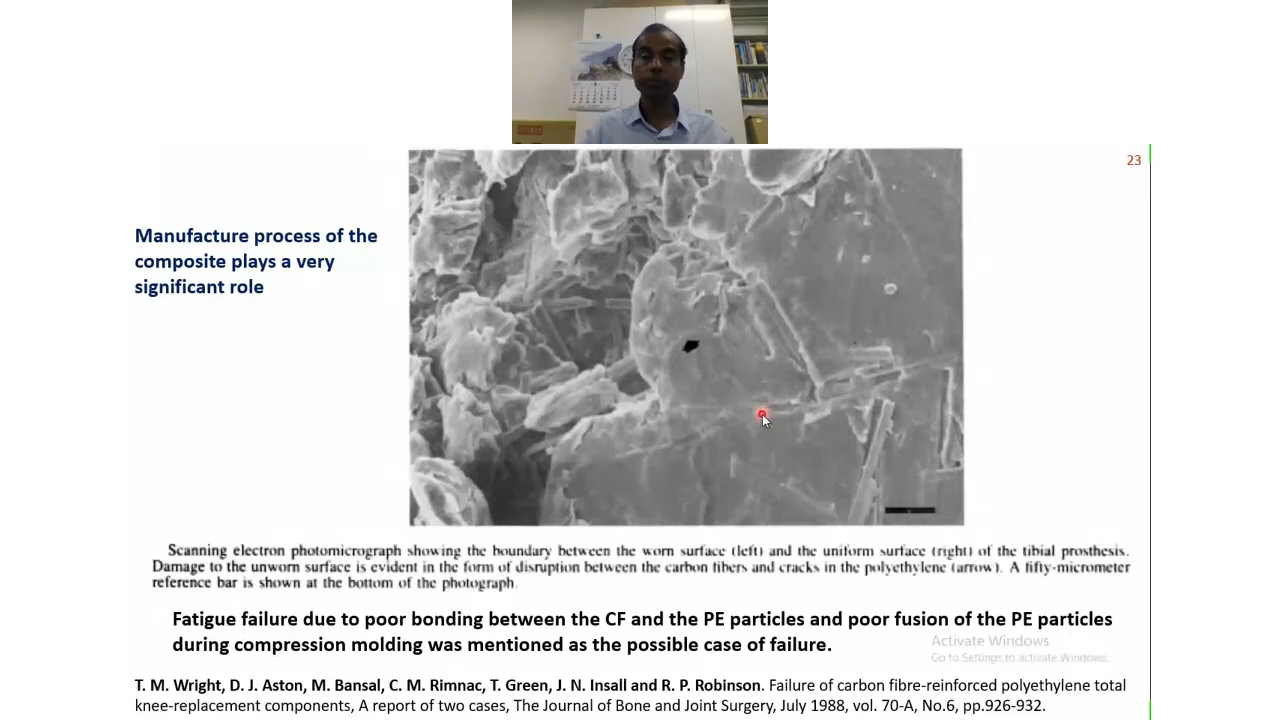 23
Manufacture process of the
composite plays a very
significant role
Scanning electron photomicrograph showing the boundary between the worn surface (left) and the uniform surface (right) of the tibial prosthesis.
Damage to the unworn surface is evident in the form of disruption between the carbon fibers and cracks in the polyethylene (arrow). A fifty-micrometer
reference bar is shown at the bottom of the photograph.
Fatigue failure due to poor bonding between the CF and the PE particles and poor fusion of the PE particles
during compression molding was mentioned as the possible case of failure.
Activate Windows
Go to Settings to activate Windows.
T. M. Wright, D. J. Aston, M. Bansal, C. M. Rimnac, T. Green, J. N. Insall and R. P. Robinson. Failure of carbon fibre-reinforced polyethylene total
knee-replacement components, A report of two cases, The Journal of Bone and Joint Surgery, July 1988, vol. 70-A, No.6, pp.926-932.